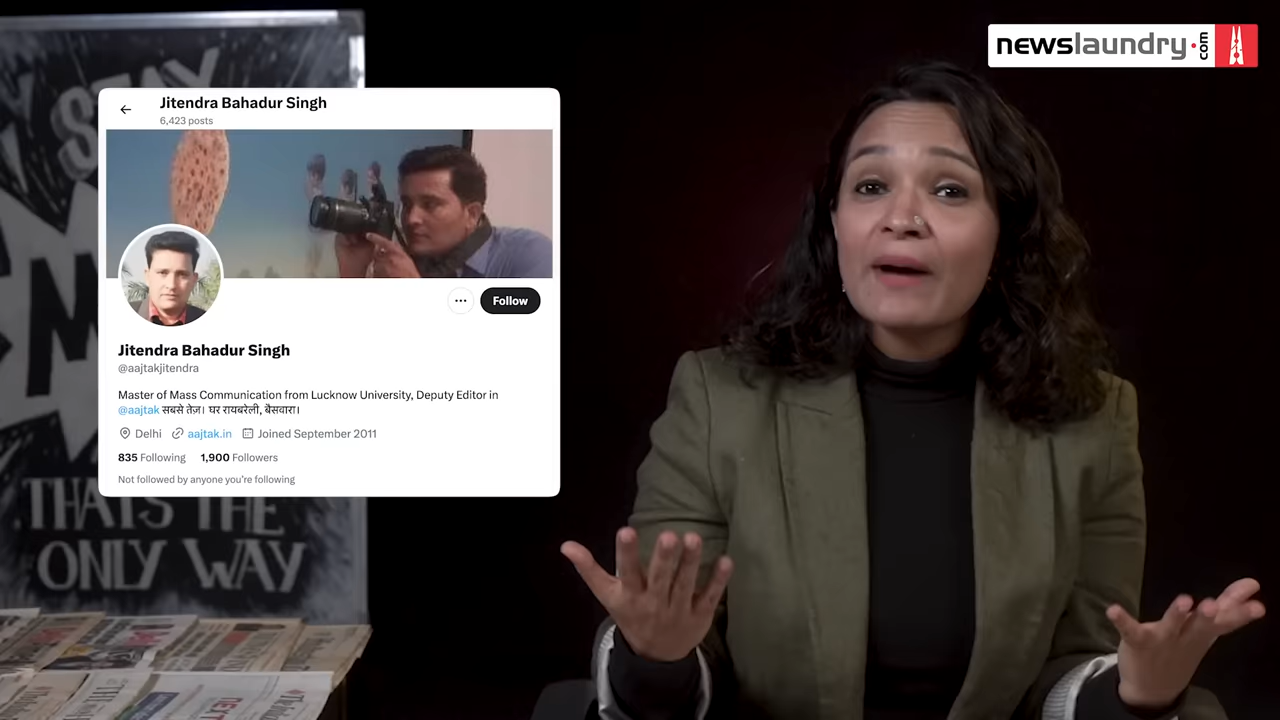 newslaundry.com
Jitendra Bahadur Singh
6,423 posts
Follow
Jitendra Bahadur Singh
@aajtakjitendra
Master of Mass Communication from Lucknow University, Deputy Editor in
@aajtak सबसे तेज़। घर रायबरेली, बैसवारा।
Delhi aajtak.in Joined September 2011
835 Following 1,900 Followers
Not followed by anyone you're following
STAY
THATS THE
ONLY WAY